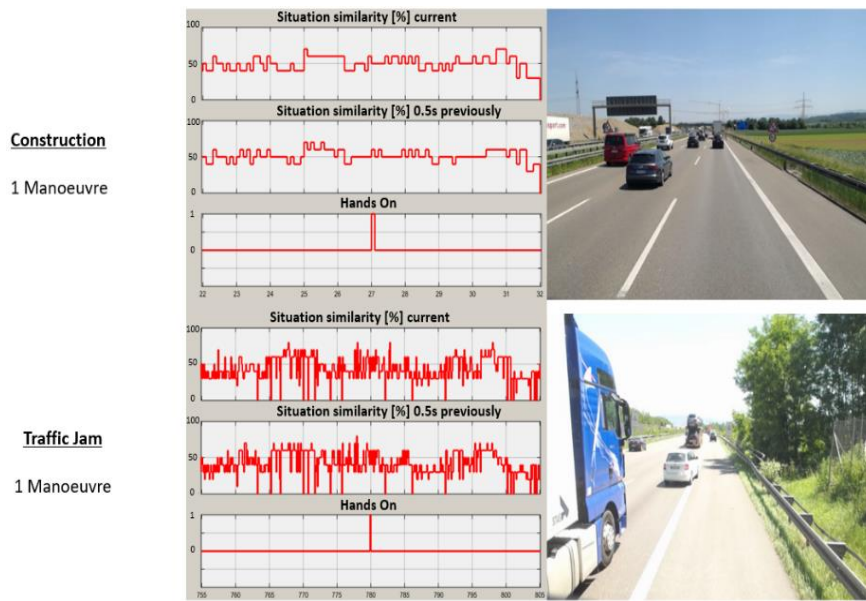 Situation similarity [%] current
100
50
0
Situation similarity [%] 0.5s previously
100
50
0
Construction
1 Manoeuvre
Hands On
1
0
22 23 24 25 26 27 28 29 30 31 32
Situation similarity [%] current
100
50
0
Situation similarity [%] 0.5s previously
100
50
0
Traffic Jam
1 Manoeuvre
Hands On
1
0
755 760 765 770 775 780 785 790 795 800 805